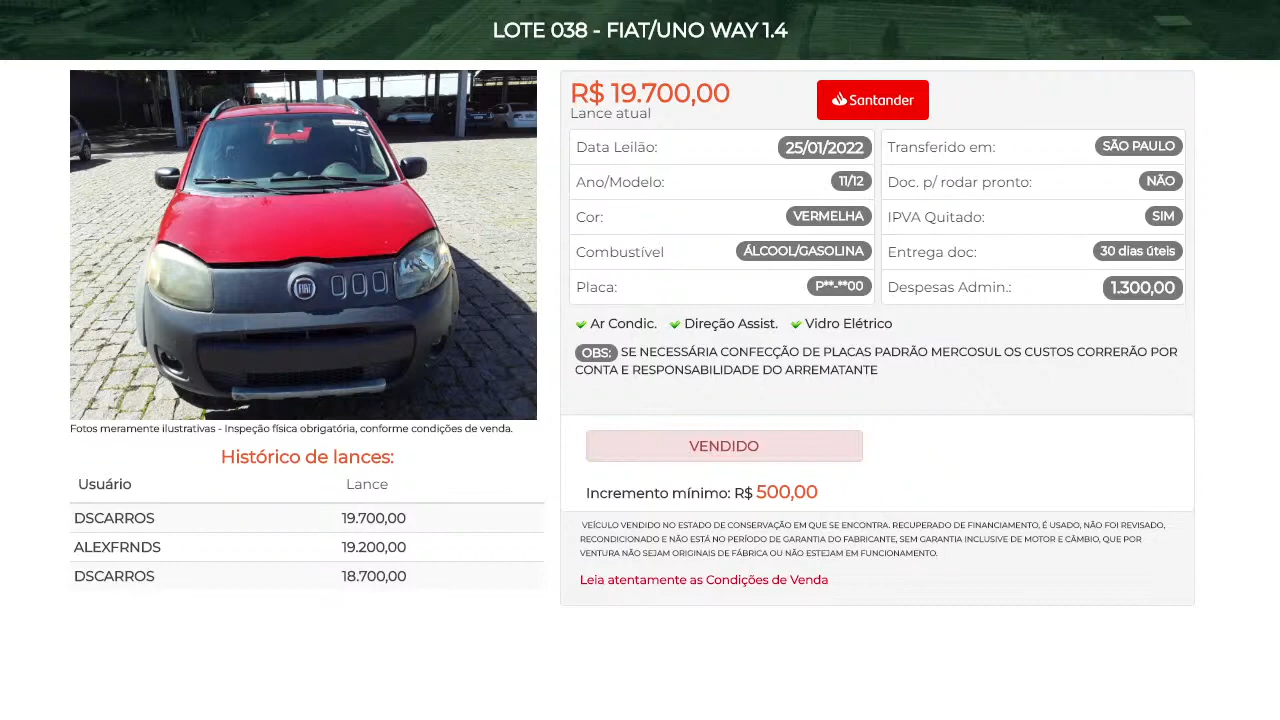 LOTE 038 - FIAT/UNO WAY 1.4
FIAT
Fotos meramente ilustrativas - Inspeção física obrigatória, conforme condições de venda.
Histórico de lances:
Usuário Lance
DSCARROS 19.700,00
ALEXFRNDS 19.200,00
DSCARROS 18.700,00
R$ 19.700,00
Lance atual
Santander
Data Leilão: 25/01/2022
Ano/Modelo: 11/12
Cor: VERMELHA
Combustível ÁLCOOL/GASOLINA
Placa: P**-**00
Transferido em: SÃO PAULO
Doc. p/ rodar pronto: NÃO
IPVA Quitado: SIM
Entrega doc: 30 dias úteis
Despesas Admin.: 1.300,00
Ar Condic. Direção Assist. Vidro Elétrico
OBS: SE NECESSÁRIA CONFECÇÃO DE PLACAS PADRÃO MERCOSUL OS CUSTOS CORRERÃO POR
CONTA E RESPONSABILIDADE DO ARREMATANTE
VENDIDO
Incremento mínimo: R$ 500,00
VEÍCULO VENDIDO NO ESTADO DE CONSERVAÇÃO EM QUE SE ENCONTRA. RECUPERADO DE FINANCIAMENTO, É USADO, NÃO FOI REVISADO,
RECONDICIONADO E NÃO ESTÁ NO PERÍODO DE GARANTIA DO FABRICANTE, SEM GARANTIA INCLUSIVE DE MOTOR E CÂMBIO, QUE POR
VENTURA NÃO SEJAM ORIGINAIS DE FÁBRICA OU NÃO ESTEJAM EM FUNCIONAMENTO.
Leia atentamente as Condições de Venda